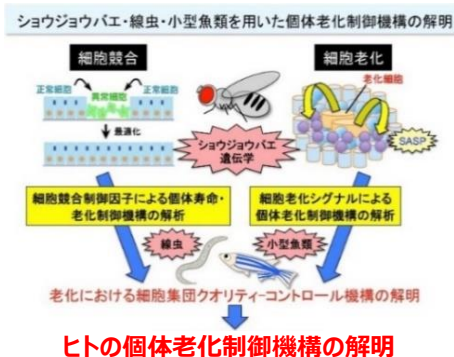 ショウジョウバエ・線虫・小型魚類を用いた個体老化制御機構の解明
細胞競合
細胞老化
正常細胞
異常細胞
正常細胞
老化細胞
最適化
SASP
ショウジョウバエ
遺伝学
細胞競合制御因子による個体寿命・
老化制御機構の解析
細胞老化シグナルによる
個体老化制御機構の解析
線虫
小型魚類
老化における細胞集団クオリティーコントロール機構の解明
ヒトの個体老化制御機構の解明